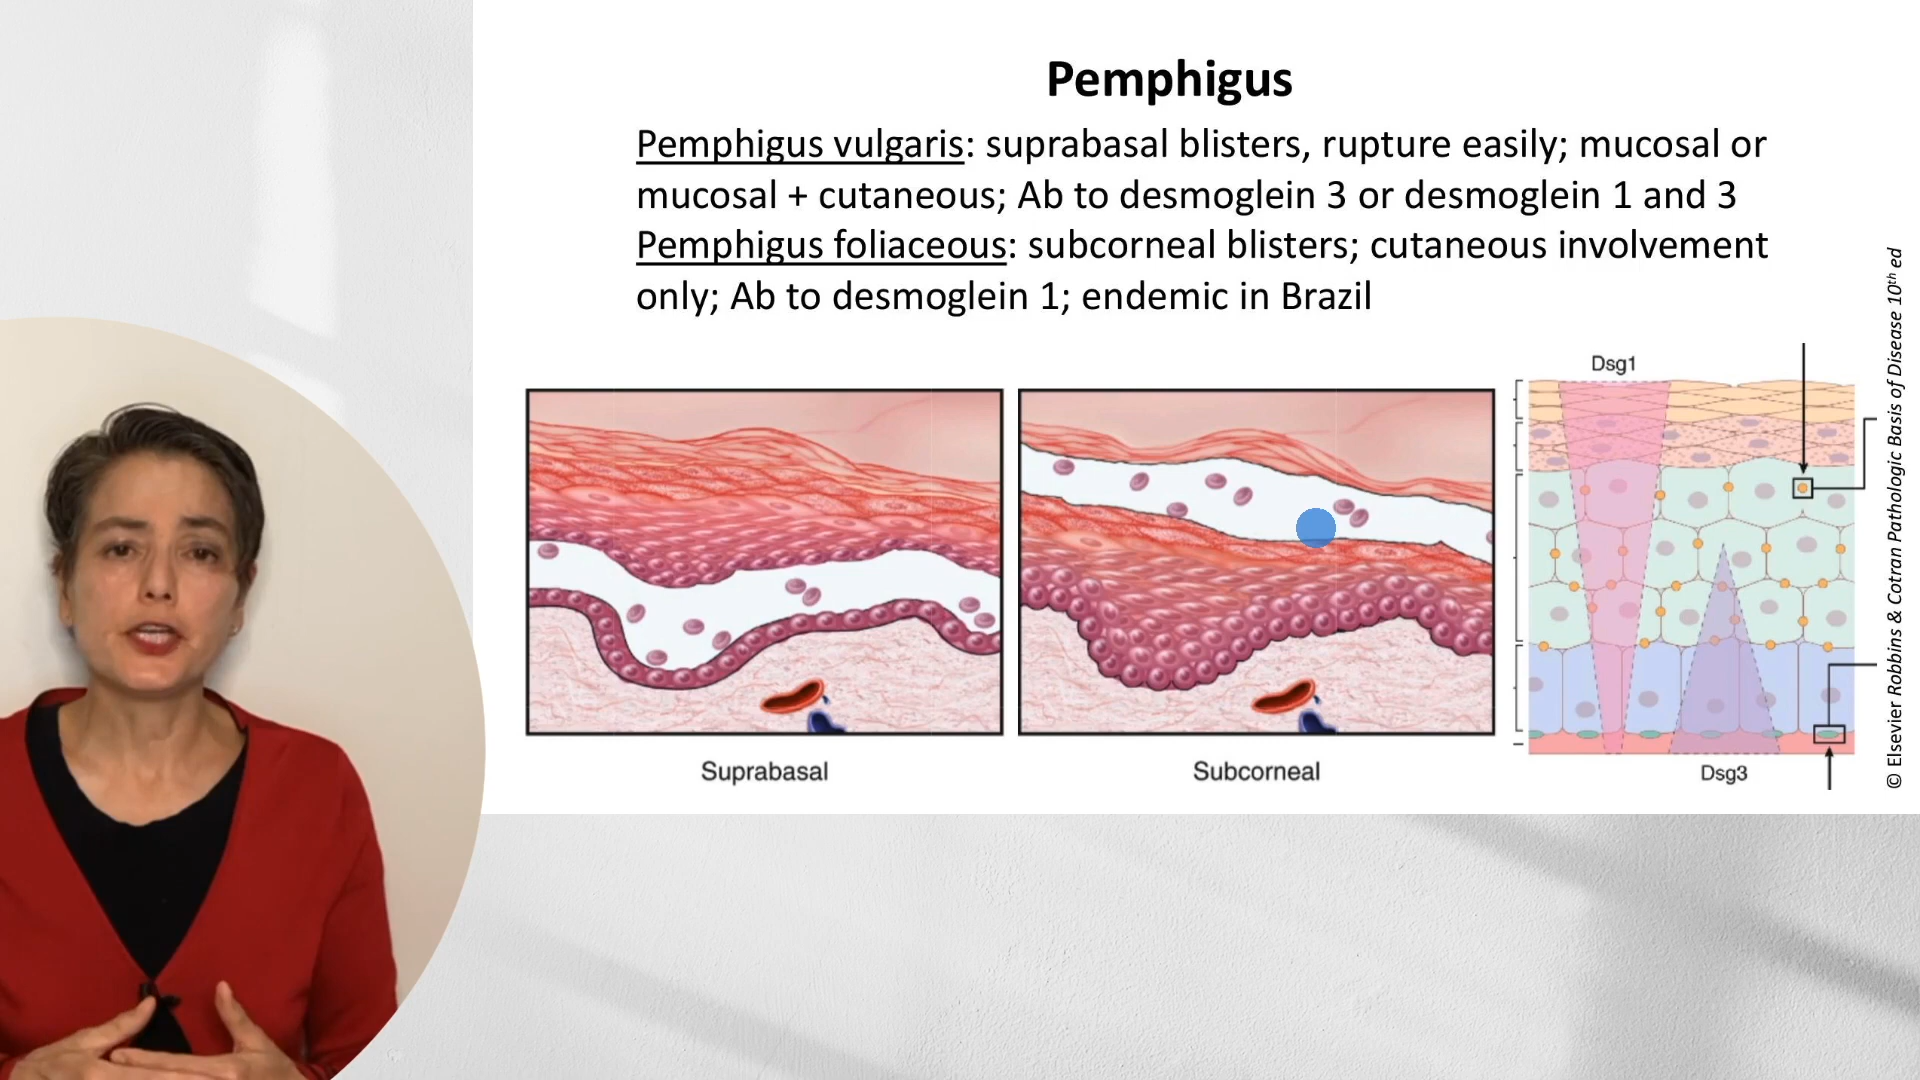 Pemphigus
Pemphigus vulgaris: suprabasal blisters, rupture easily; mucosal or
mucosal + cutaneous; Ab to desmoglein 3 or desmoglein 1 and 3
Pemphigus foliaceous: subcorneal blisters; cutaneous involvement
only; Ab to desmoglein 1; endemic in Brazil
Suprabasal
Subcorneal
Dsg1
Dsg3
© Elsevier Robbins & Cotran Pathologic Basis of Disease 10th ed